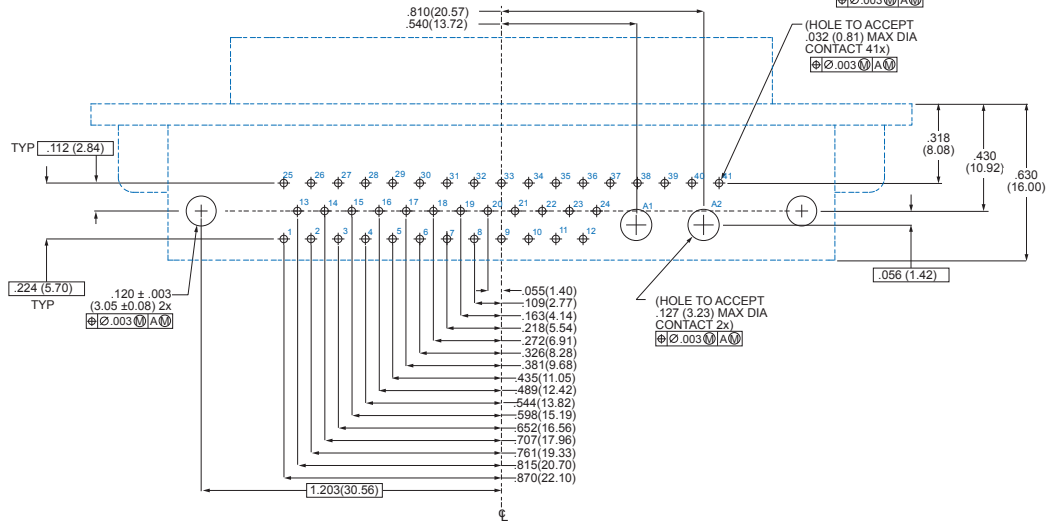 ⌖ Ø.003 Ⓜ A Ⓜ
.810(20.57)
.540(13.72)
(HOLE TO ACCEPT
.032 (0.81) MAX DIA
CONTACT 41x)
⌖ Ø.003 Ⓜ A Ⓜ
TYP .112 (2.84)
.318
(8.08)
.430
(10.92)
.630
(16.00)
25 26 27 28 29 30 31 32 33 34 35 36 37 38 39 40 41
13 14 15 16 17 18 19 20 21 22 23 24 A1 A2
1 2 3 4 5 6 7 8 9 10 11 12
.224 (5.70)
TYP
.120 ± .003
(3.05 ±0.08) 2x
⌖ Ø.003 Ⓜ A Ⓜ
.056 (1.42)
(HOLE TO ACCEPT
.127 (3.23) MAX DIA
CONTACT 2x)
⌖ Ø.003 Ⓜ A Ⓜ
.055(1.40)
.109(2.77)
.163(4.14)
.218(5.54)
.272(6.91)
.326(8.28)
.381(9.68)
.435(11.05)
.489(12.42)
.544(13.82)
.598(15.19)
.652(16.56)
.707(17.96)
.761(19.33)
.815(20.70)
.870(22.10)
1.203(30.56)
℄